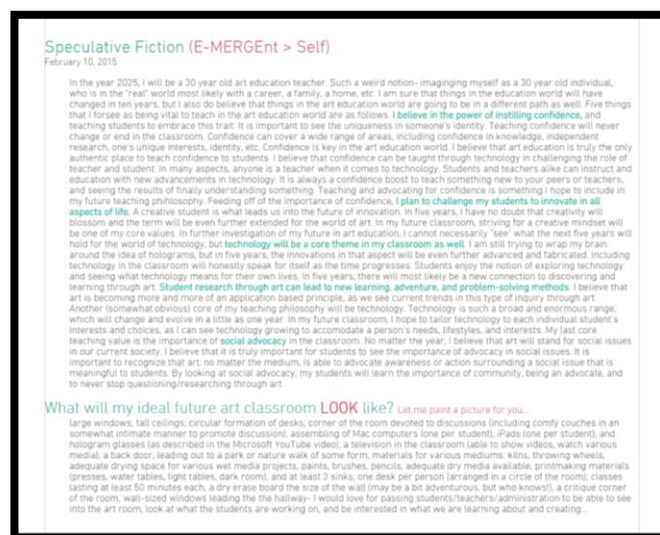 Speculative Fiction (E-MERGEnt > Self)
February 10, 2015
In the year 2025, I will be a 30 year old art education teacher. Such a weird notion- imaginging myself as a 30 year old individual,
who is in the "real" world most likely with a career, a family, a home, etc. I am sure that things in the education world will have
changed in ten years, but I also do believe that things in the art education world are going to be in a different path as well. Five things
that I forsee as being vital to teach in the art education world are as follows. I believe in the power of instilling confidence, and
teaching students to embrace this trait. It is important to see the uniqueness in someone's identity. Teaching confidence will never
change or end in the classroom. Confidence can cover a wide range of areas, including confidence in knowledge, independent
research, one's unique interests, identity, etc. Confidence is key in the art education world. I believe that art education is truly the only
authentic place to teach confidence to students. I believe that confidence can be taught through technology in challenging the role of
teacher and student. In many aspects, anyone is a teacher when it comes to technology. Students and teachers alike can instruct and
education with new advancements in technology. It is always a confidence boost to teach something new to your peers or teachers,
and seeing the results of finally understanding something. Teaching and advocating for confidence is something I hope to include in
my future teaching phihlosophy. Feeding off of the importance of confidence, I plan to challenge my students to innovate in all
aspects of life. A creative student is what leads us into the future of innovation. In five years, I have no doubt that creativity will
blossom and the term will be even further extended for the world of art. In my future classroom, striving for a creative mindset will
be one of my core values. In further investigation of my future in art education, I cannot necessarily "see" what the next five years will
hold for the world of technology, but technology will be a core theme in my classroom as well. I am still trying to wrap my brain
around the idea of holograms, but in five years, the innovations in that aspect will be even further advanced and fabricated. Including
technology in the classroom will honestly speak for itself as the time progresses. Students enjoy the notion of exploring technology
and seeing what technology means for their own lives. In five years, there will most likely be a new connection to discovering and
learning through art. Student research through art can lead to new learning, adventure, and problem-solving methods. I believe that
art is becoming more and more of an application based principle, as we see current trends in this type of inquiry through art.
Another (somewhat obvious) core of my teaching philosophy will be technology. Technology is such a broad and enormous range,
which will change and evolve in a little as one year. In my future classroom, I hope to tailor technology to each individual student's
interests and choices, as I can see technology growing to accomodate a person's needs, lifestyles, and interests. My last core
teaching value is the importance of social advocacy in the classroom. No matter the year, I believe that art will stand for social issues
in our current society. I believe that it is truly important for students to see the importance of advocacy in social issues. It is
important to recognize that art, no matter the medium, is able to advocate awareness or action surrounding a social issue that is
meaningful to students. By looking at social advocacy, my students will learn the importance of community, being an advocate, and
to never stop questioning/researching through art.
What will my ideal future art classroom LOOK like? Let me paint a picture for you...
large windows; tall ceilings; circular formation of desks; corner of the room devoted to discussions (including comfy couches in an
somewhat intimate manner to promote discussion); assembling of Mac computers (one per student), iPads (one per student), and
hologram glasses (as described in the Microsoft YouTube video); a television in the classroom (able to show videos, watch various
media); a back door, leading out to a park or nature walk of some form; materials for various mediums: kilns, throwing wheels,
adequate drying space for various wet media projects, paints, brushes, pencils, adequate dry media available, printmaking materials
(presses, water tables, light tables, dark room), and at least 3 sinks; one desk per person (arranged in a circle of the room); classes
lasting at least 50 minutes each; a dry erase board the size of the wall (may be a bit adventurous, but who knows!); a critique corner
of the room; wall-sized windows leading the the hallway- I would love for passing students/teachers/administration to be able to see
into the art room, look at what the students are working on, and be interested in what we are learning about and creating...